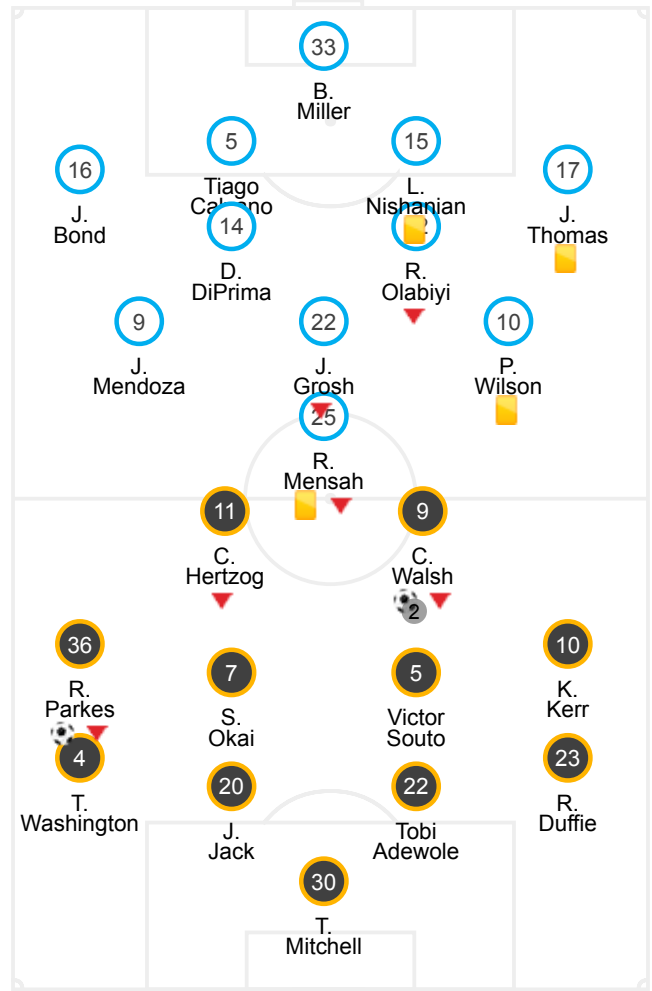 33
B.
Miller
5
15
16
17
Tiago
L.
Nishanian
J.
Bond
J.
Thomas
14
D.
DiPrima
R.
Olabiyi
9
22
10
J.
Mendoza
J.
Grosh
P.
Wilson
25
R.
Mensah
11
9
C.
Hertzog
C.
Walsh
2
36
7
5
10
R.
Parkes
S.
Okai
Victor
Souto
K.
Kerr
4
20
22
23
T.
Washington
J.
Jack
Tobi
Adewole
R.
Duffie
30
T.
Mitchell